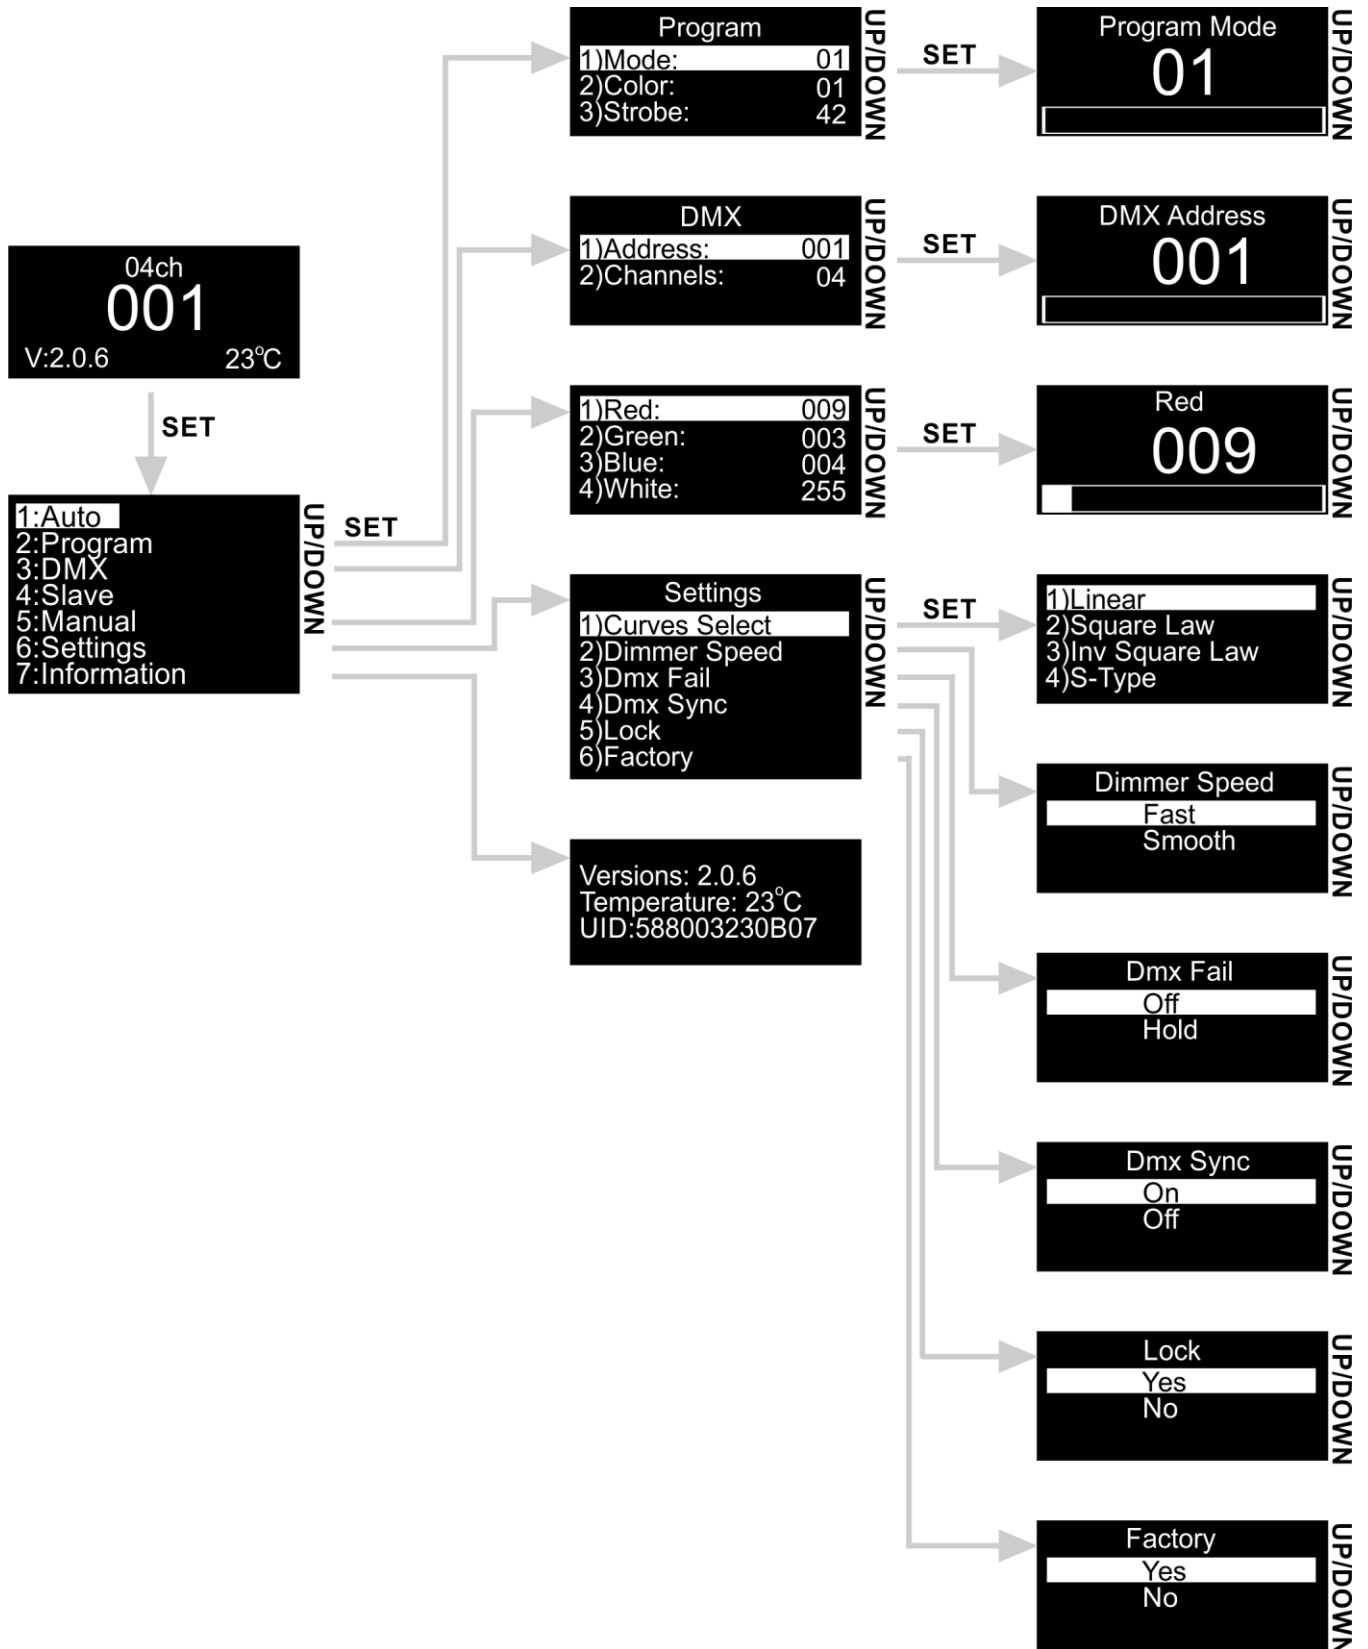 04ch
001
V:2.0.6 23°C
SET
1:Auto
2:Program
3:DMX
4:Slave
5:Manual
6:Settings
7:Information
UP/DOWN
SET
Program
1)Mode: 01
2)Color: 01
3)Strobe: 42
UP/DOWN
SET
Program Mode
01
UP/DOWN
DMX
1)Address: 001
2)Channels: 04
UP/DOWN
SET
DMX Address
001
UP/DOWN
1)Red: 009
2)Green: 003
3)Blue: 004
4)White: 255
UP/DOWN
SET
Red
009
UP/DOWN
Settings
1)Curves Select
2)Dimmer Speed
3)Dmx Fail
4)Dmx Sync
5)Lock
6)Factory
UP/DOWN
SET
1)Linear
2)Square Law
3)Inv Square Law
4)S-Type
UP/DOWN
Dimmer Speed
Fast
Smooth
UP/DOWN
Versions: 2.0.6
Temperature: 23°C
UID:588003230B07
Dmx Fail
Off
Hold
UP/DOWN
Dmx Sync
On
Off
UP/DOWN
Lock
Yes
No
UP/DOWN
Factory
Yes
No
UP/DOWN